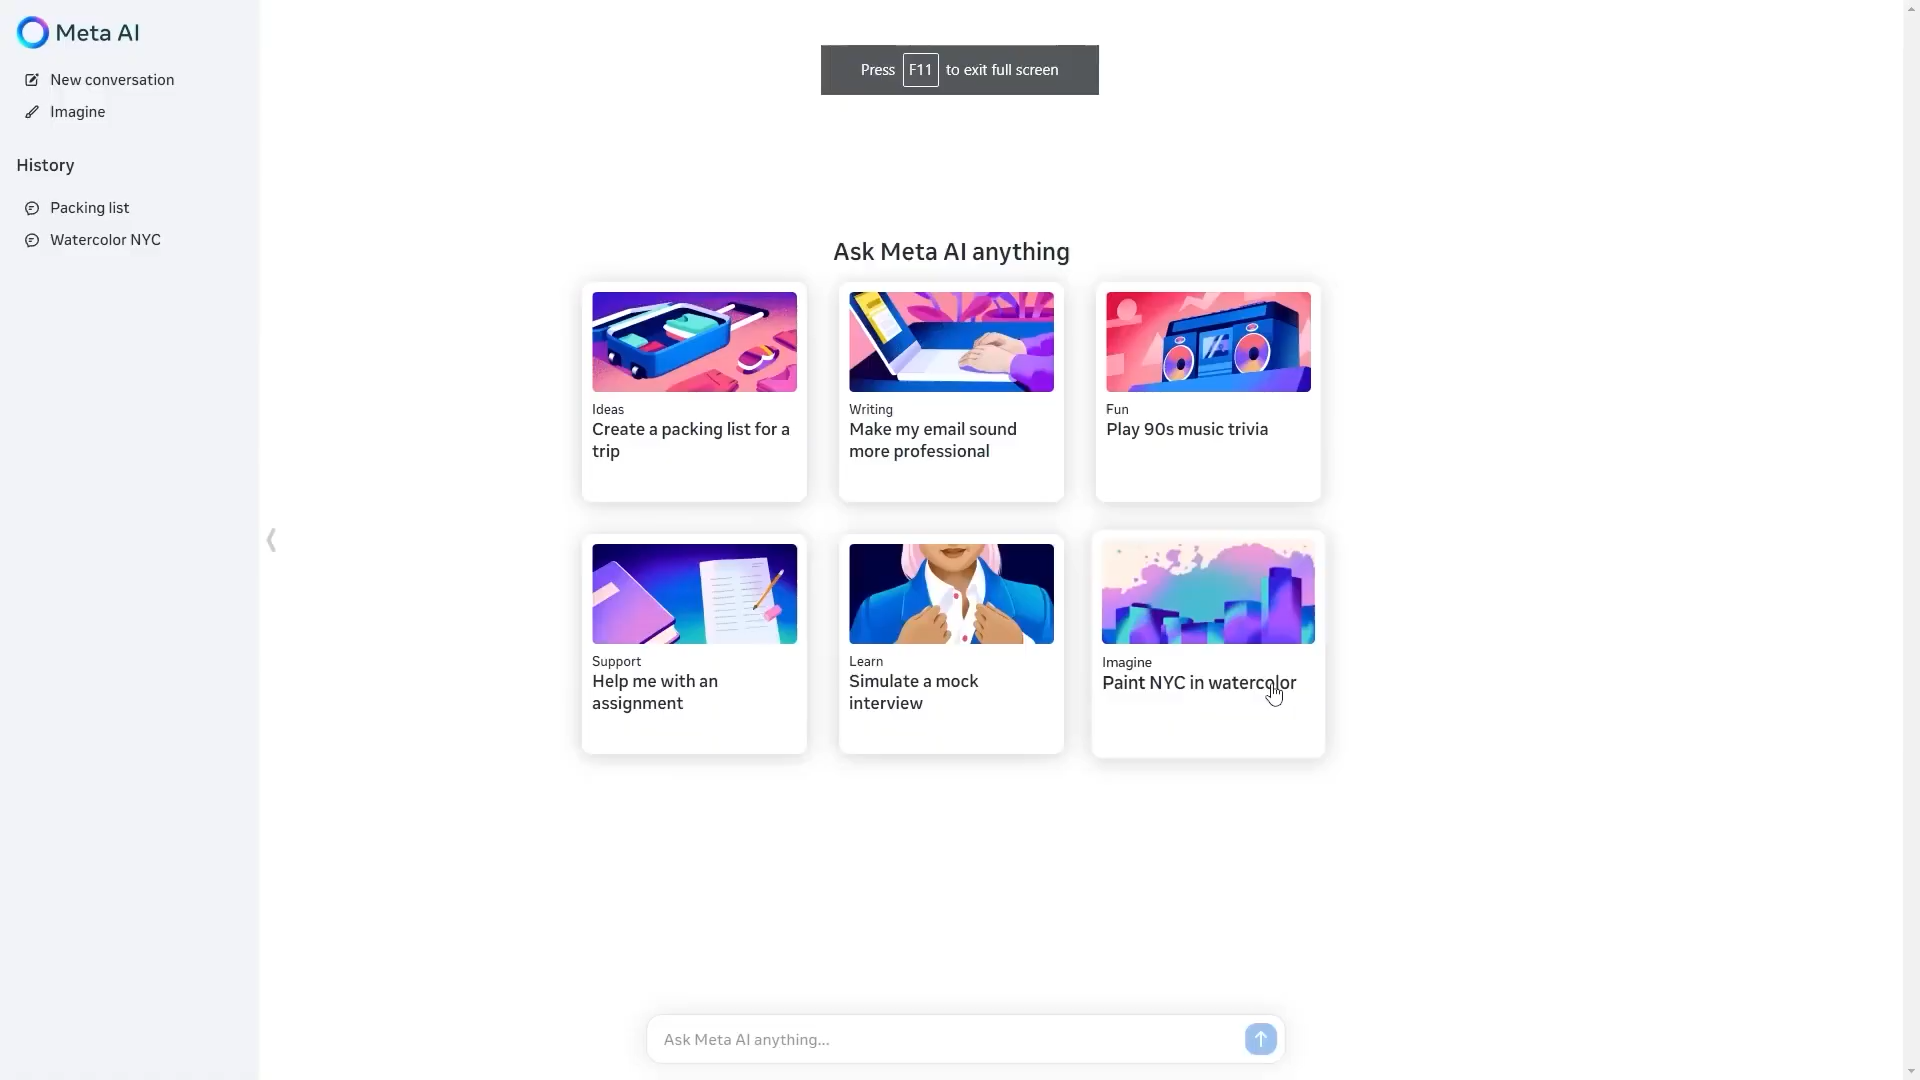 Meta AI
New conversation
Imagine
History
Packing list
Watercolor NYC
Press F11 to exit full screen
Ask Meta AI anything
Ideas
Create a packing list for a
trip
Writing
Make my email sound
more professional
Fun
Play 90s music trivia
Support
Help me with an
assignment
Learn
Simulate a mock
interview
Imagine
Paint NYC in watercolor
Ask Meta AI anything...